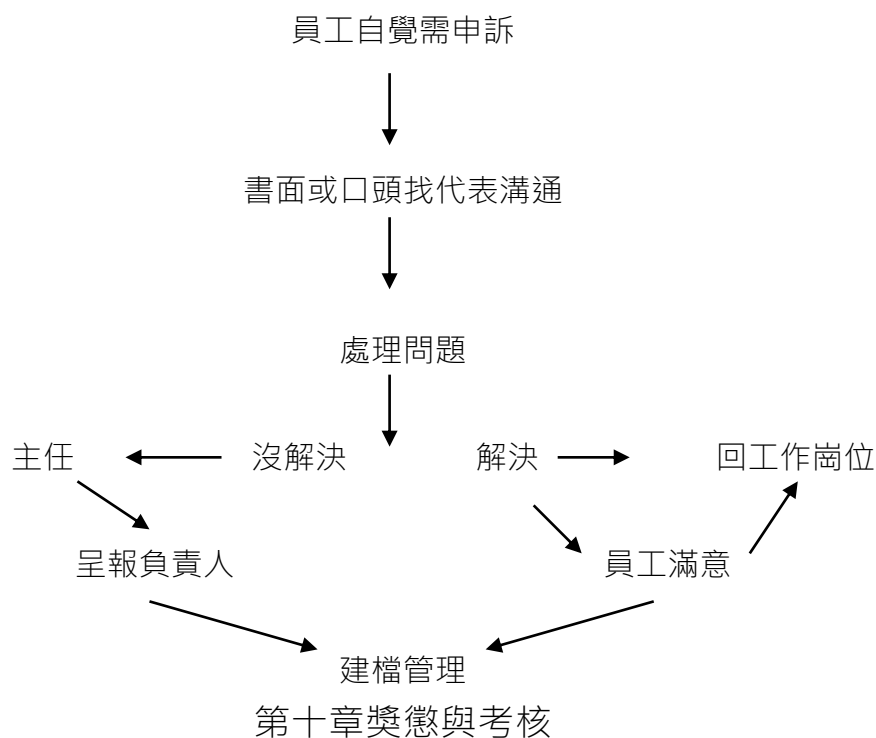 員工自覺需申訴
書面或口頭找代表溝通
處理問題
主任 沒解決 解決 回工作崗位
呈報負責人 員工滿意
建檔管理
第十章獎懲與考核